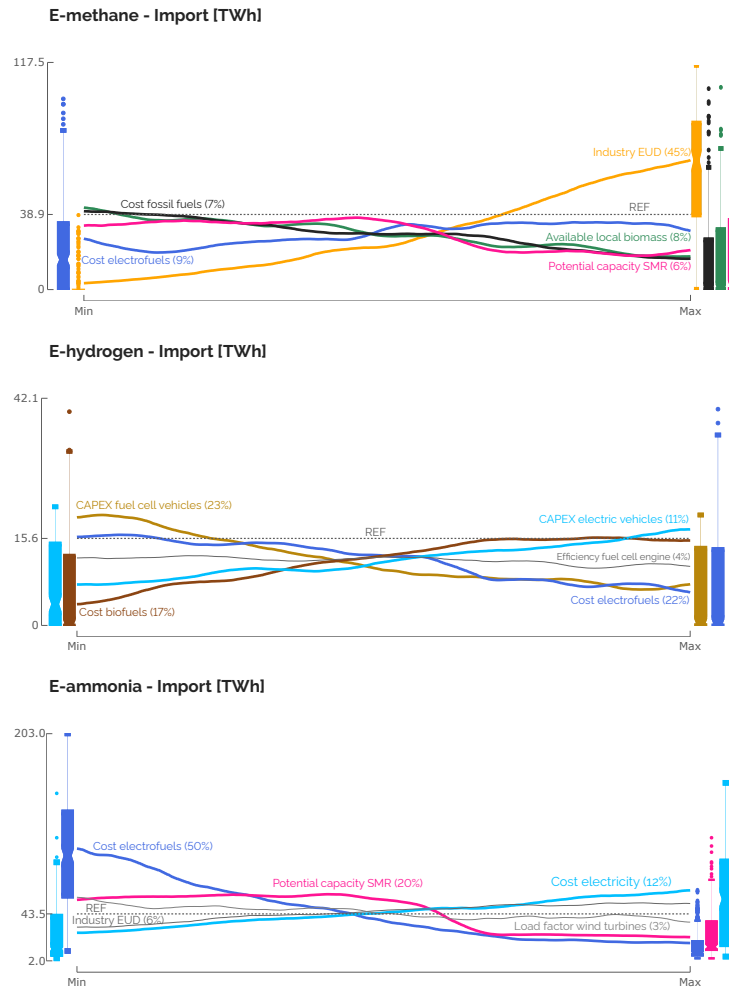 E-methane - Import [TWh]
117.5
Industry EUD (45%)
Cost fossil fuels (7%)
REF
38.9
Available local biomass (8%)
Cost electrofuels (9%)
Potential capacity SMR (6%)
0
Min
Max
E-hydrogen - Import [TWh]
42.1
CAPEX fuel cell vehicles (23%)
CAPEX electric vehicles (11%)
REF
15.6
Efficiency fuel cell engine (4%)
Cost electrofuels (22%)
Cost biofuels (17%)
0
Min
Max
E-ammonia - Import [TWh]
203.0
Cost electrofuels (50%)
Potential capacity SMR (20%)
Cost electricity (12%)
REF
43.5
Industry EUD (6%)
Load factor wind turbines (3%)
2.0
Min
Max